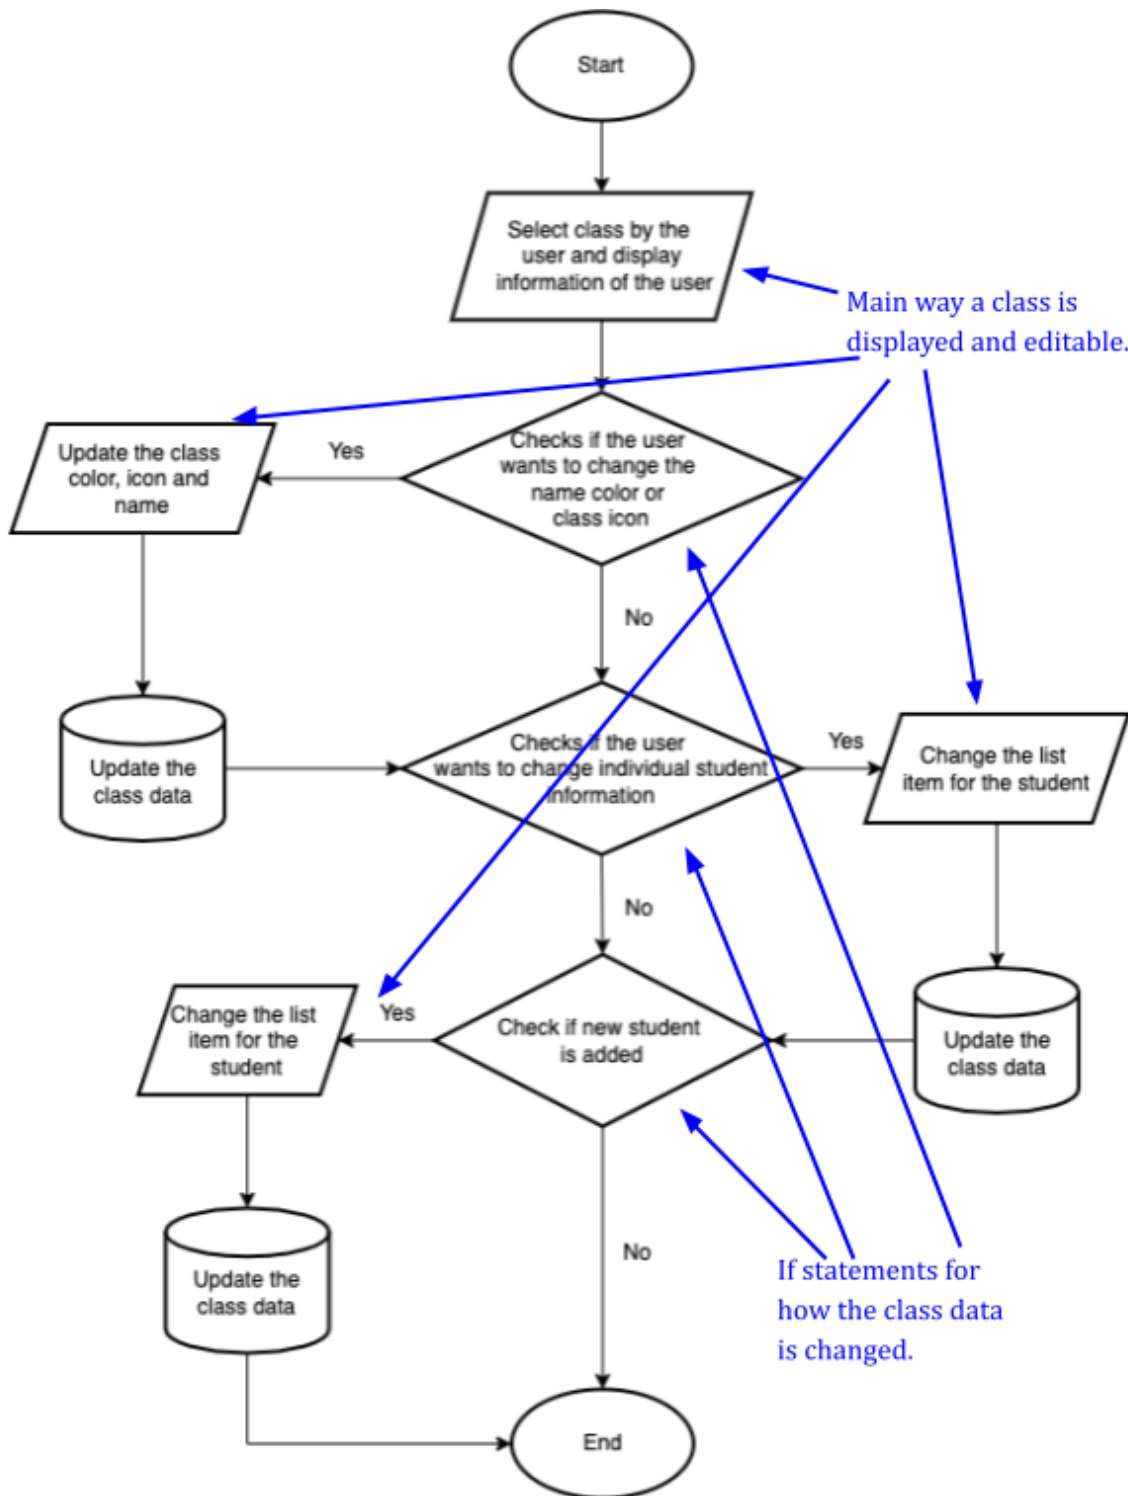 Start
Select class by the
user and display
information of the user
Main way a class is
displayed and editable.
Checks if the user
wants to change the
name color or
class icon
Yes
Update the class
color, icon and
name
No
Update the
class data
Checks if the user
wants to change individual student
information
Yes
Change the list
item for the student
No
Update the
class data
Check if new student
is added
Yes
Change the list
item for the
student
No
Update the
class data
If statements for
how the class data
is changed.
End